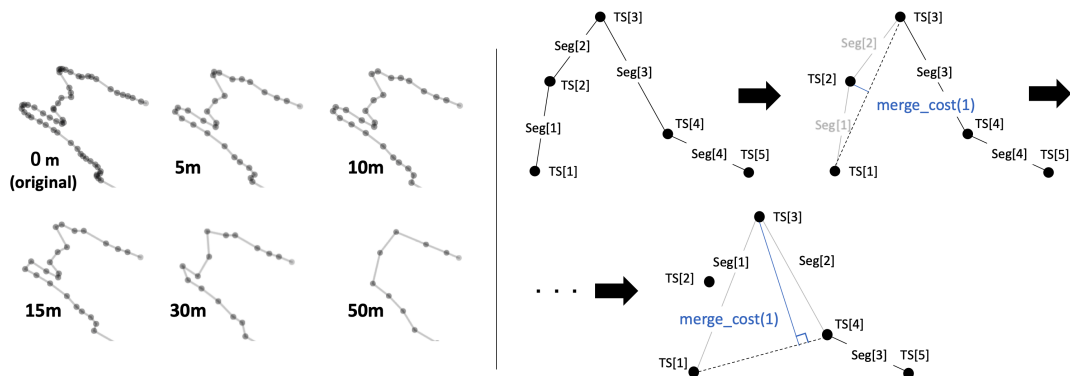 0 m
(original)
5m
10m
15m
30m
50m
TS[3]
Seg[2]
TS[2]
Seg[3]
Seg[1]
TS[4]
Seg[4]
TS[5]
TS[1]
TS[3]
Seg[2]
TS[2]
Seg[3]
merge_cost(1)
Seg[1]
TS[4]
Seg[4]
TS[5]
TS[1]
. . .
TS[3]
Seg[1]
Seg[2]
TS[2]
merge_cost(1)
TS[4]
TS[1]
Seg[3]
TS[5]